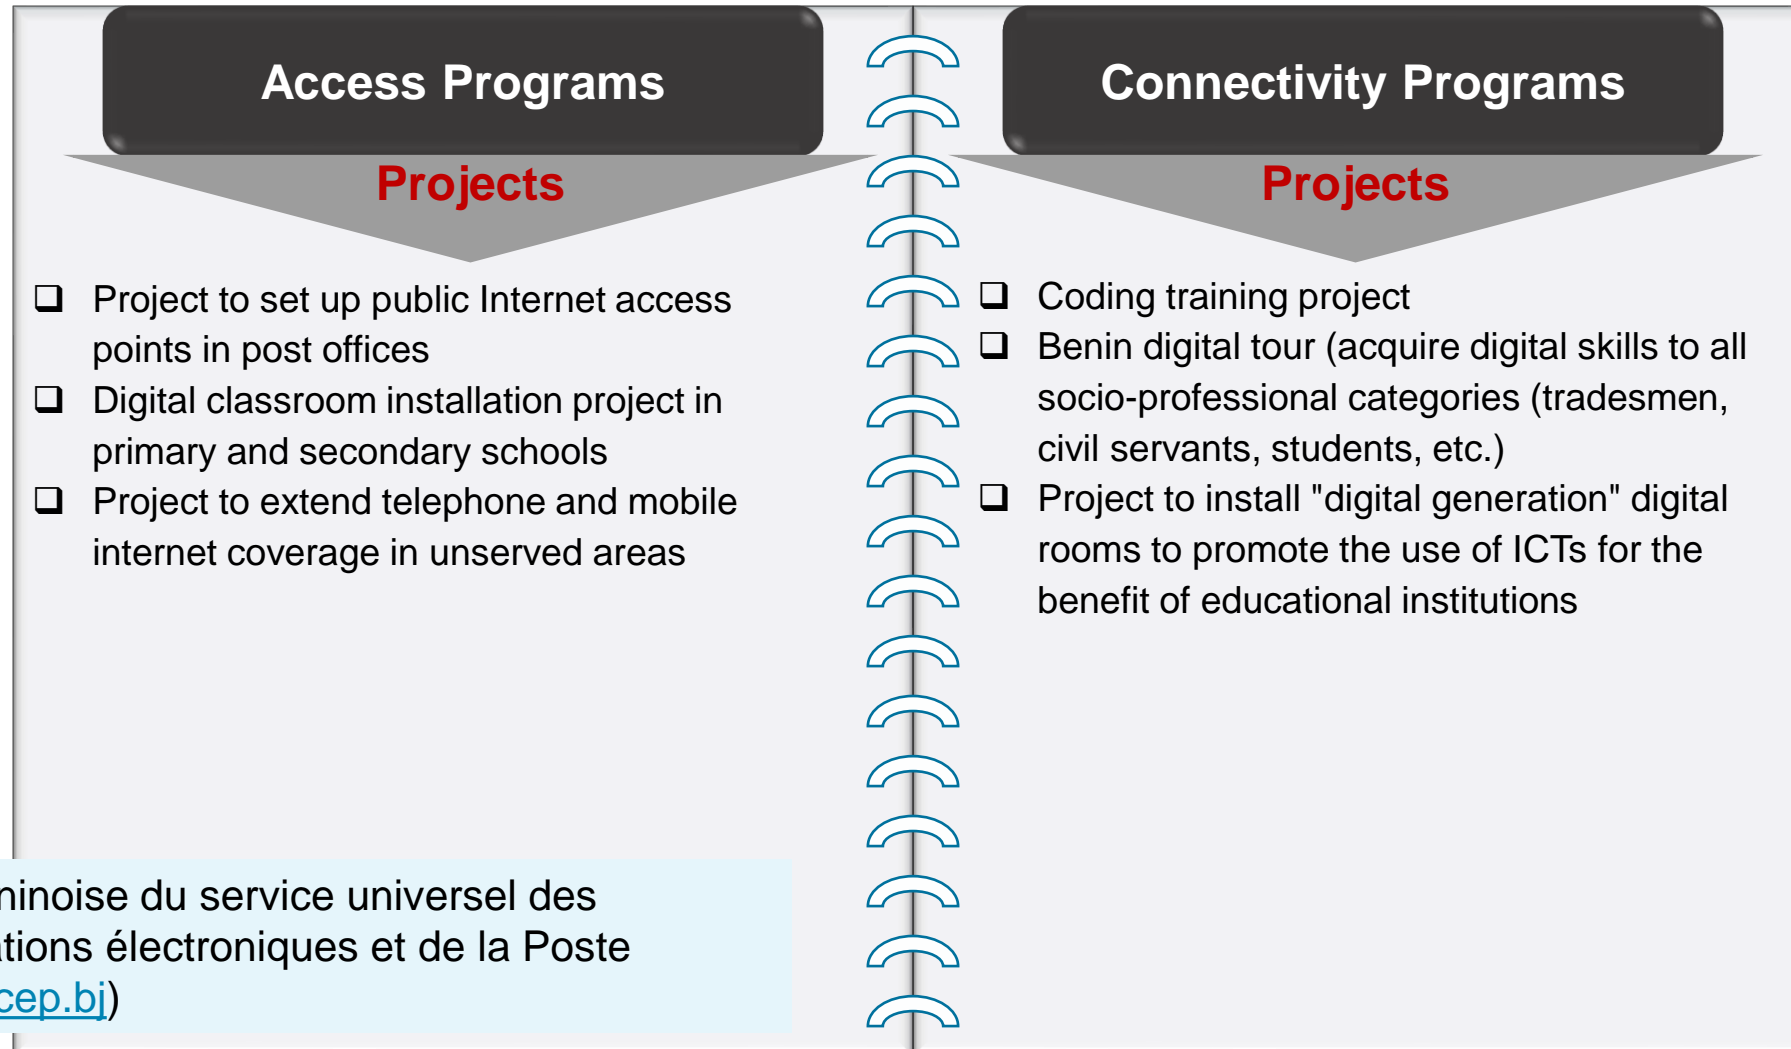 Access Programs
Projects
❑ Project to set up public Internet access
points in post offices
❑ Digital classroom installation project in
primary and secondary schools
❑ Project to extend telephone and mobile
internet coverage in unserved areas
ninoise du service universel des
ations électroniques et de la Poste
cep.bj)
Connectivity Programs
Projects
❑ Coding training project
❑ Benin digital tour (acquire digital skills to all
socio-professional categories (tradesmen,
civil servants, students, etc.)
❑ Project to install "digital generation" digital
rooms to promote the use of ICTs for the
benefit of educational institutions